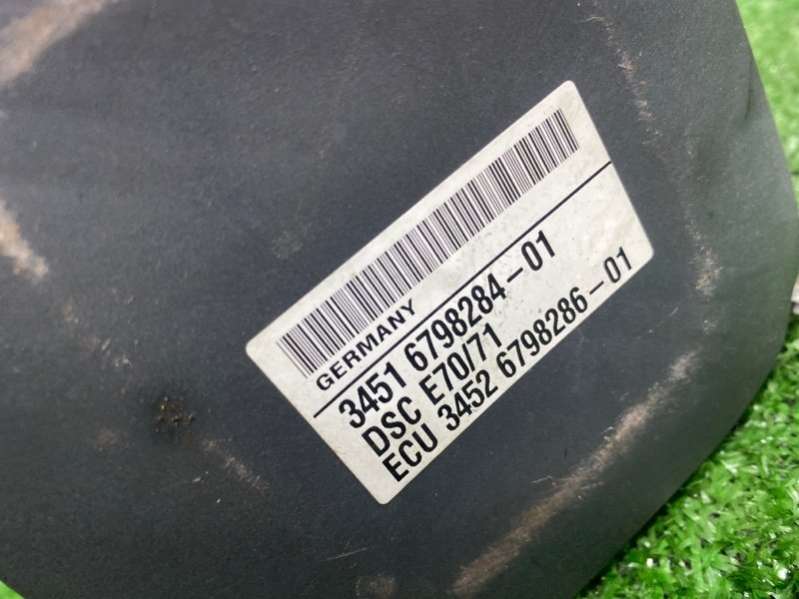 GERMANY
3451 6798284-01
DSC E70/71
ECU 3452 6798286-01